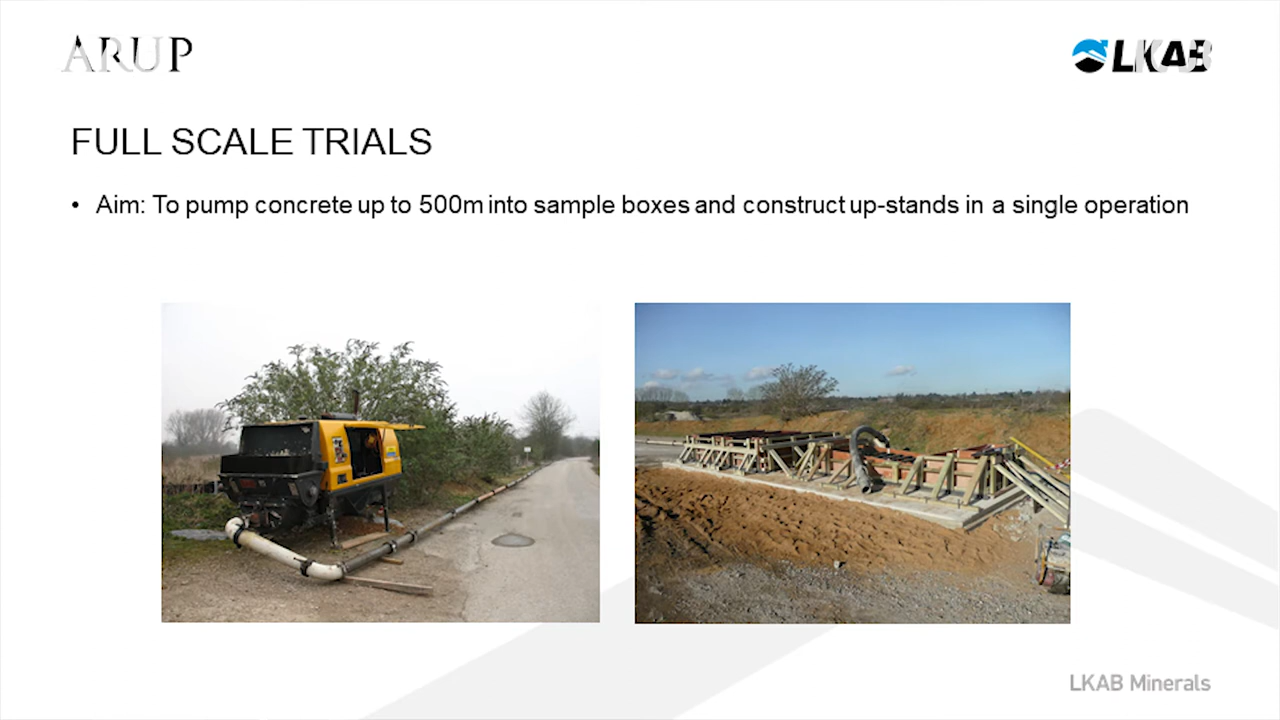 ARUP
LKAB
FULL SCALE TRIALS
• Aim: To pump concrete up to 500m into sample boxes and construct up-stands in a single operation
LKAB Minerals